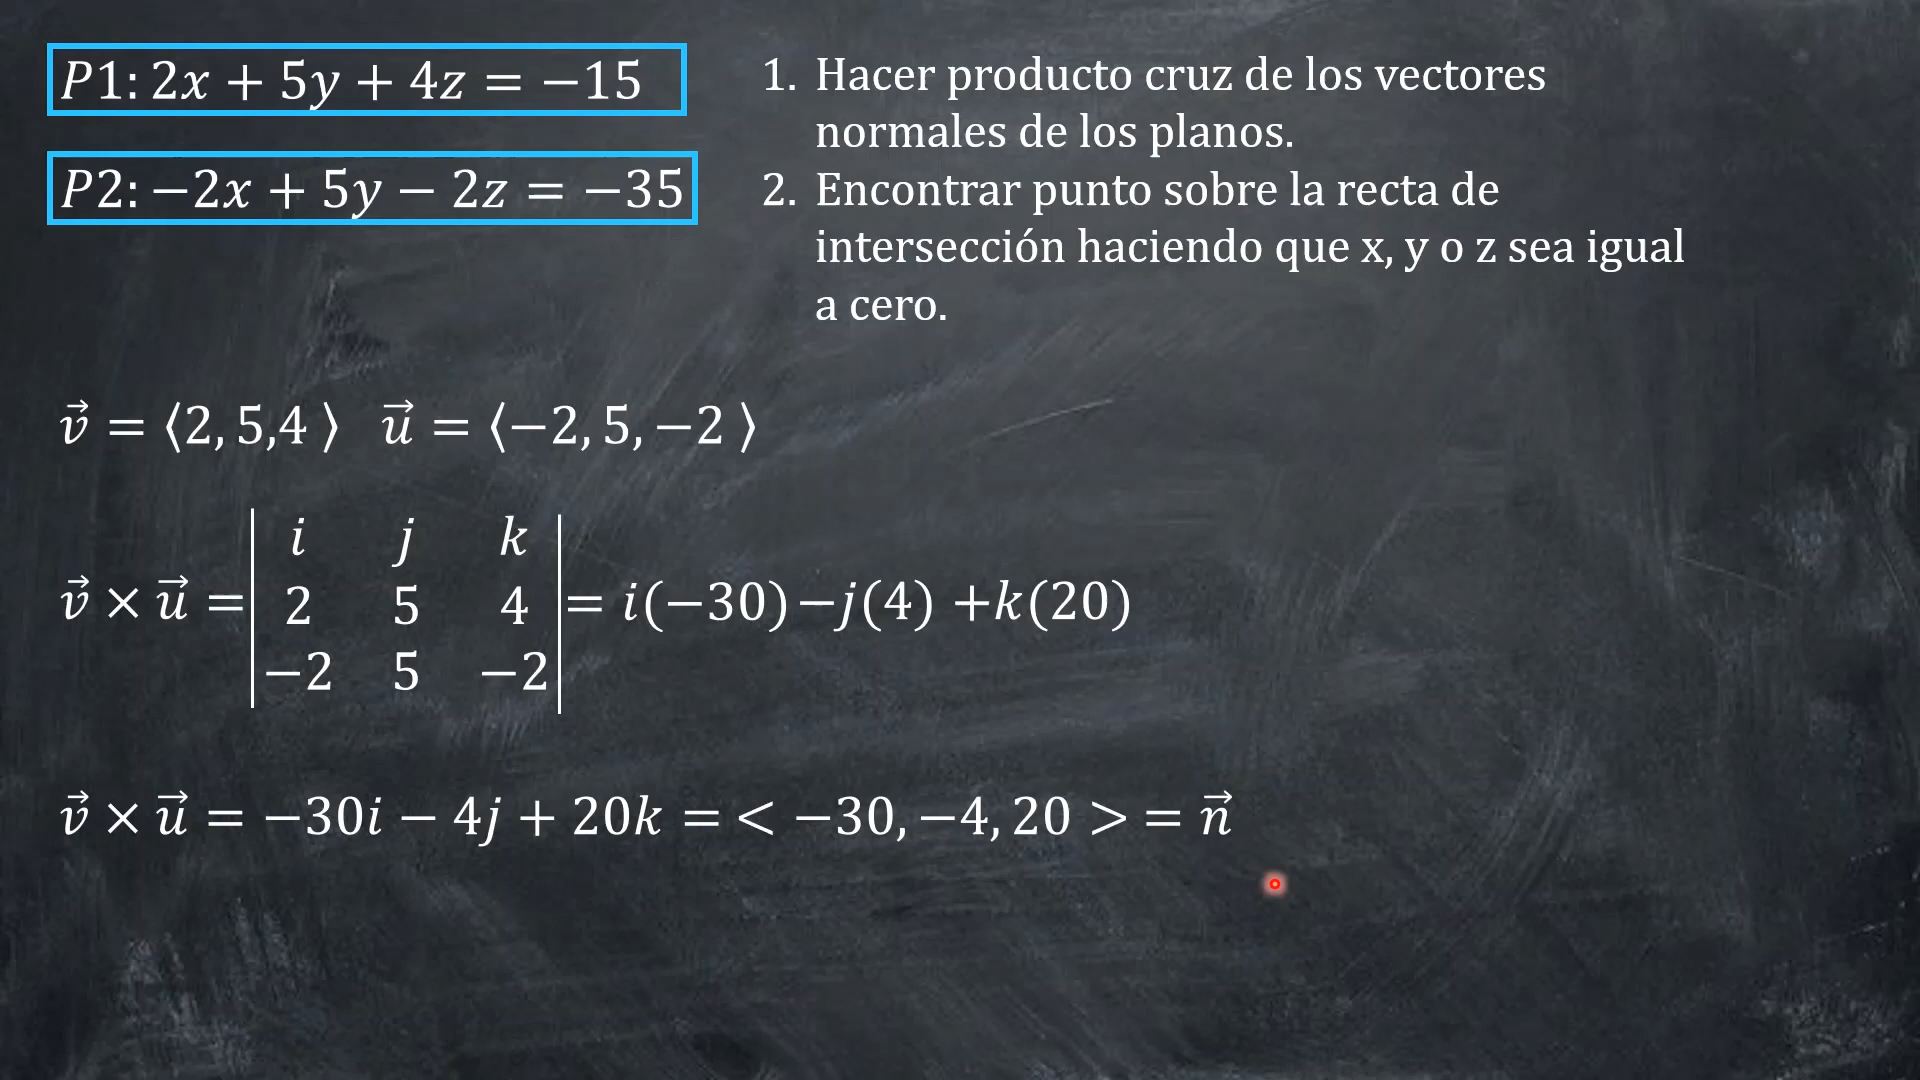 P1: 2x + 5y + 4z = −15
P2: −2x + 5y − 2z = −35
1. Hacer producto cruz de los vectores
normales de los planos.
2. Encontrar punto sobre la recta de
intersección haciendo que x, y o z sea igual
a cero.
v⃗ = ⟨2, 5,4 ⟩ u⃗ = ⟨−2, 5, −2 ⟩
i j k
v⃗ × u⃗ = | 2 5 4 | = i(−30) −j(4) +k(20)
−2 5 −2
v⃗ × u⃗ = −30i − 4j + 20k = < −30, −4, 20 > = n⃗